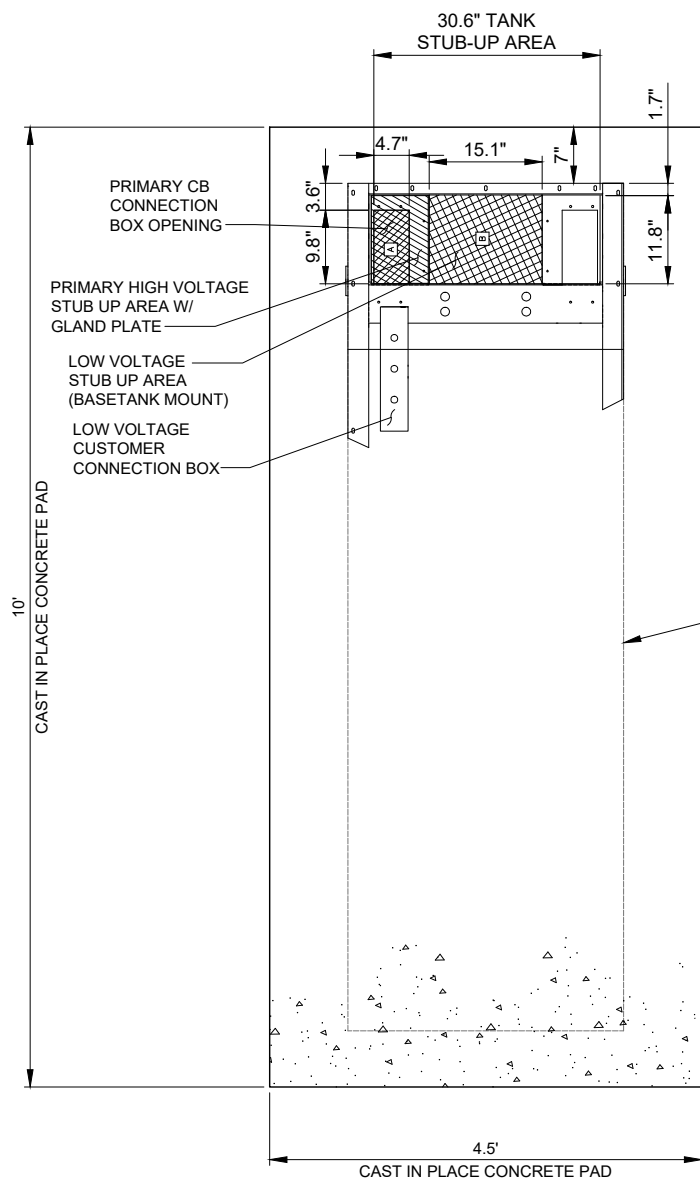 30.6" TANK
STUB-UP AREA
1.7"
7"
4.7"
15.1"
3.6"
9.8"
11.8"
PRIMARY CB
CONNECTION
BOX OPENING
A
B
PRIMARY HIGH VOLTAGE
STUB UP AREA W/
GLAND PLATE
LOW VOLTAGE
STUB UP AREA
(BASETANK MOUNT)
LOW VOLTAGE
CUSTOMER
CONNECTION BOX
10'
CAST IN PLACE CONCRETE PAD
4.5'
CAST IN PLACE CONCRETE PAD